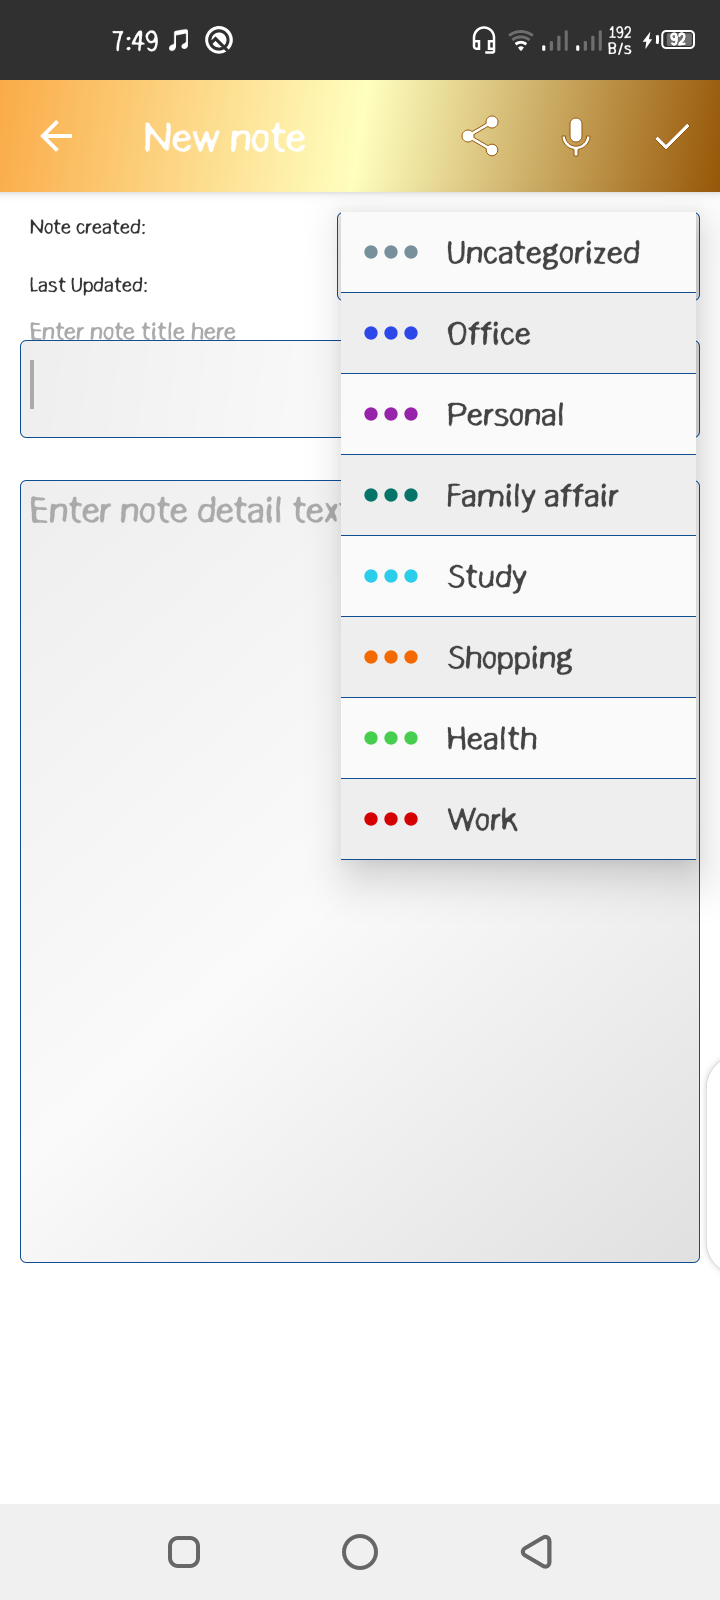 7:49 192 B/s 92
New note
Note created:
Last Updated:
Enter note title here
Enter note detail tex
Uncategorized
Office
Personal
Family affair
Study
Shopping
Health
Work